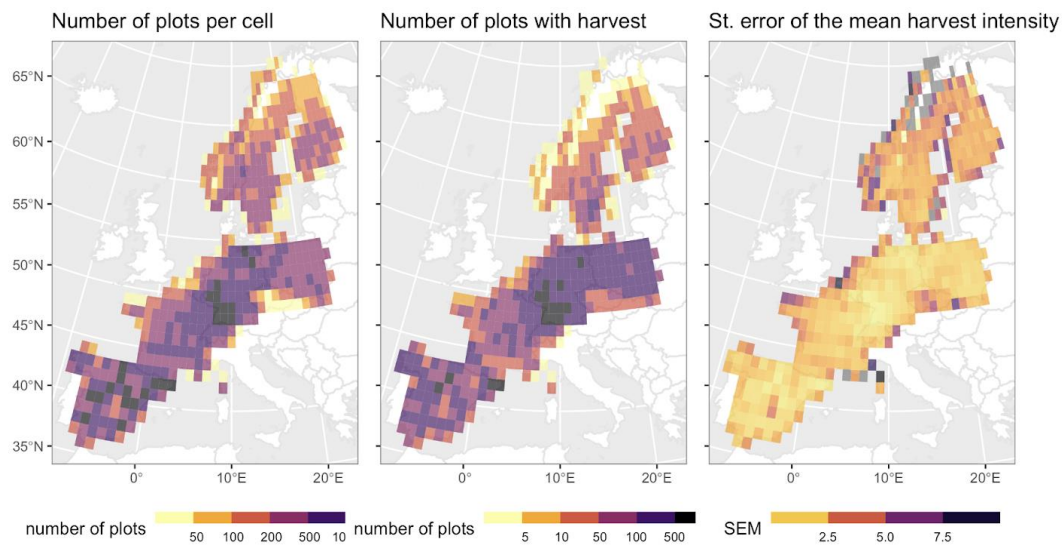 Number of plots per cell
Number of plots with harvest
St. error of the mean harvest intensity
65°N
60°N
55°N
50°N
45°N
40°N
35°N
0° 10°E 20°E
0° 10°E 20°E
0° 10°E 20°E
number of plots
50 100 200 500 10
number of plots
5 10 50 100 500
SEM
2.5 5.0 7.5